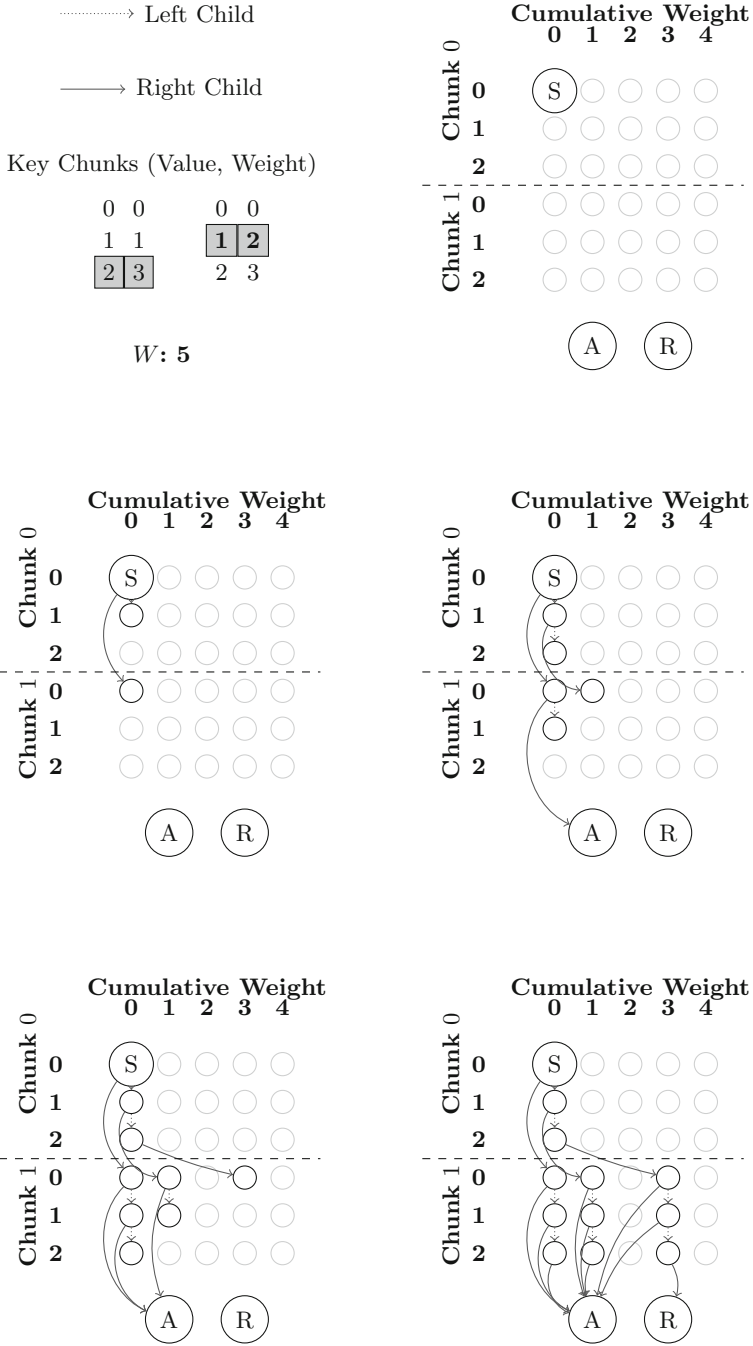 Left Child
Right Child
Key Chunks (Value, Weight)
0 0
1 1
2 3
0 0
1 2
2 3
W: 5
Cumulative Weight
0 1 2 3 4
Chunk 0
0
1
2
Chunk 1
0
1
2
S
A
R
Cumulative Weight
0 1 2 3 4
Chunk 0
0
1
2
Chunk 1
0
1
2
S
A
R
Cumulative Weight
0 1 2 3 4
Chunk 0
0
1
2
Chunk 1
0
1
2
S
A
R
Cumulative Weight
0 1 2 3 4
Chunk 0
0
1
2
Chunk 1
0
1
2
S
A
R
Cumulative Weight
0 1 2 3 4
Chunk 0
0
1
2
Chunk 1
0
1
2
S
A
R